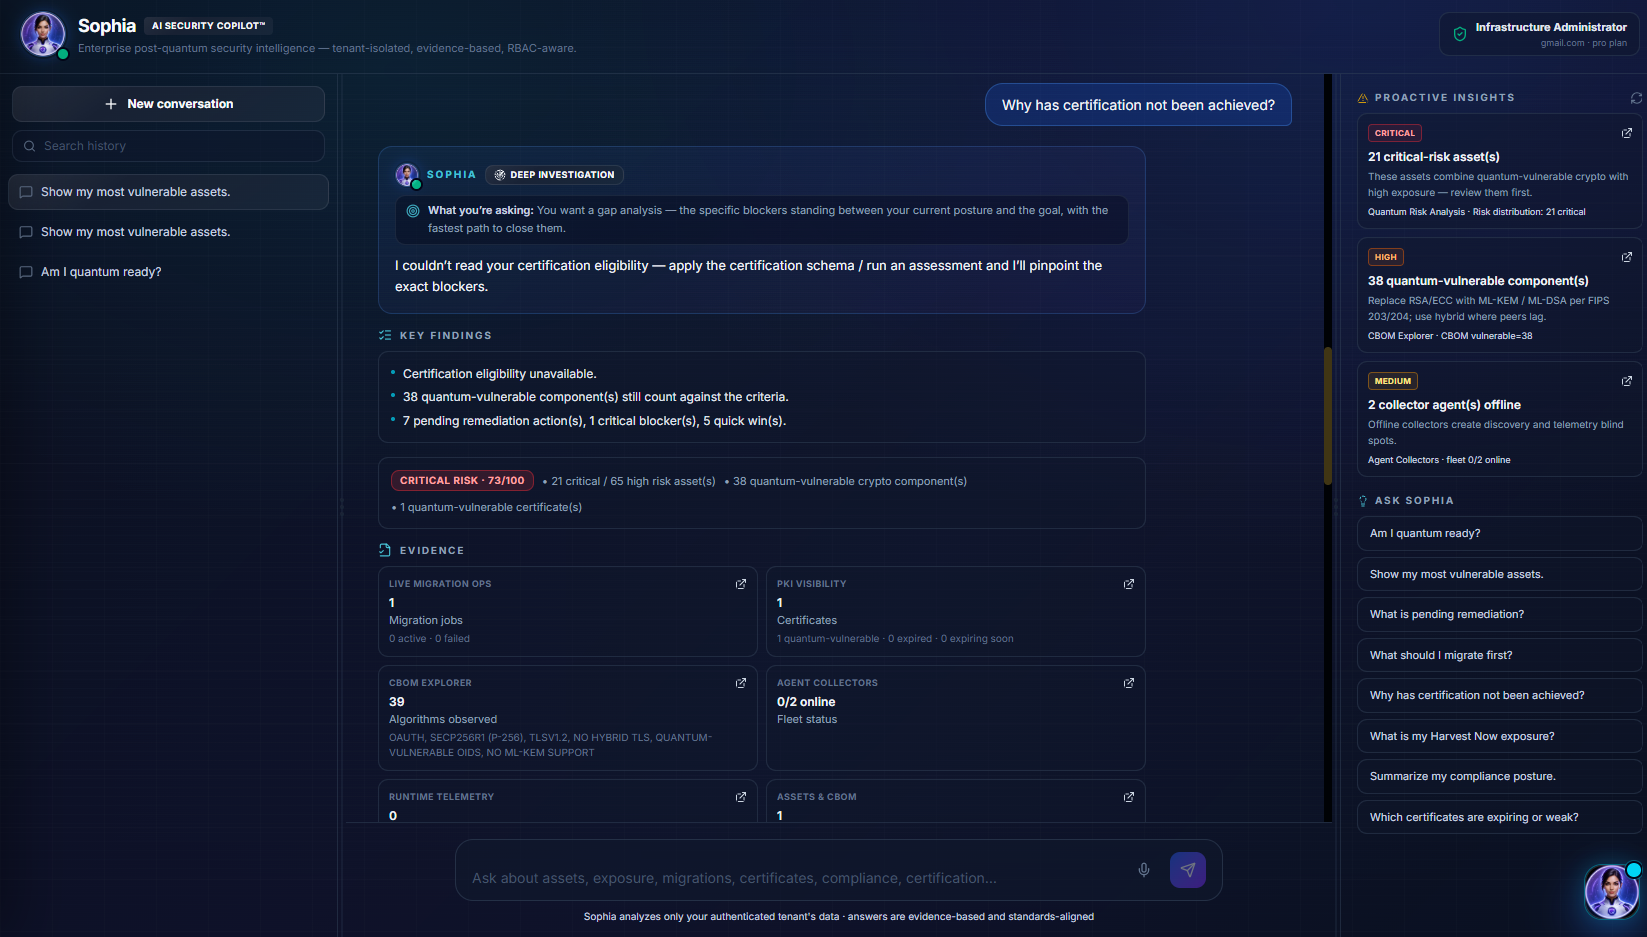 Sophia
AI SECURITY COPILOT™
Enterprise post-quantum security intelligence — tenant-isolated, evidence-based, RBAC-aware.
Infrastructure Administrator
gmail.com · pro plan
New conversation
Search history
Show my most vulnerable assets.
Show my most vulnerable assets.
Am I quantum ready?
Why has certification not been achieved?
SOPHIA
DEEP INVESTIGATION
What you're asking: You want a gap analysis — the specific blockers standing between your current posture and the goal, with the
fastest path to close them.
I couldn't read your certification eligibility — apply the certification schema / run an assessment and I'll pinpoint the
exact blockers.
KEY FINDINGS
• Certification eligibility unavailable.
• 38 quantum-vulnerable component(s) still count against the criteria.
• 7 pending remediation action(s), 1 critical blocker(s), 5 quick win(s).
CRITICAL RISK · 73/100
• 21 critical / 65 high risk asset(s)
• 38 quantum-vulnerable crypto component(s)
• 1 quantum-vulnerable certificate(s)
EVIDENCE
LIVE MIGRATION OPS
1
Migration jobs
0 active · 0 failed
PKI VISIBILITY
1
Certificates
1 quantum-vulnerable · 0 expired · 0 expiring soon
CBOM EXPLORER
39
Algorithms observed
OAUTH, SECP256R1 (P-256), TLSV1.2, NO HYBRID TLS, QUANTUM-
VULNERABLE OIDS, NO ML-KEM SUPPORT
AGENT COLLECTORS
0/2 online
Fleet status
RUNTIME TELEMETRY
0
ASSETS & CBOM
1
Ask about assets, exposure, migrations, certificates, compliance, certification...
Sophia analyzes only your authenticated tenant's data · answers are evidence-based and standards-aligned
PROACTIVE INSIGHTS
CRITICAL
21 critical-risk asset(s)
These assets combine quantum-vulnerable crypto with
high exposure — review them first.
Quantum Risk Analysis · Risk distribution: 21 critical
HIGH
38 quantum-vulnerable component(s)
Replace RSA/ECC with ML-KEM / ML-DSA per FIPS
203/204; use hybrid where peers lag.
CBOM Explorer · CBOM vulnerable=38
MEDIUM
2 collector agent(s) offline
Offline collectors create discovery and telemetry blind
spots.
Agent Collectors · fleet 0/2 online
ASK SOPHIA
Am I quantum ready?
Show my most vulnerable assets.
What is pending remediation?
What should I migrate first?
Why has certification not been achieved?
What is my Harvest Now exposure?
Summarize my compliance posture.
Which certificates are expiring or weak?